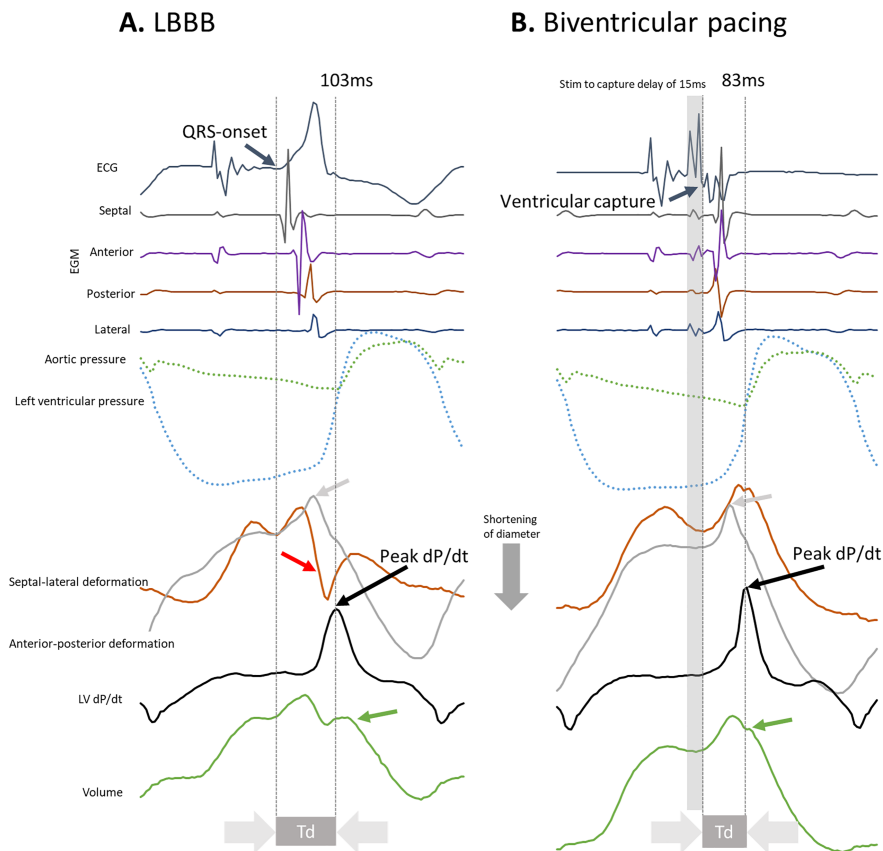 A. LBBB
B. Biventricular pacing
103ms
Stim to capture delay of 15ms
83ms
QRS-onset
ECG
Ventricular capture
Septal
EGM
Anterior
Posterior
Lateral
Aortic pressure
Left ventricular pressure
Shortening
of diameter
Peak dP/dt
Peak dP/dt
Septal-lateral deformation
Anterior-posterior deformation
LV dP/dt
Volume
Td
Td